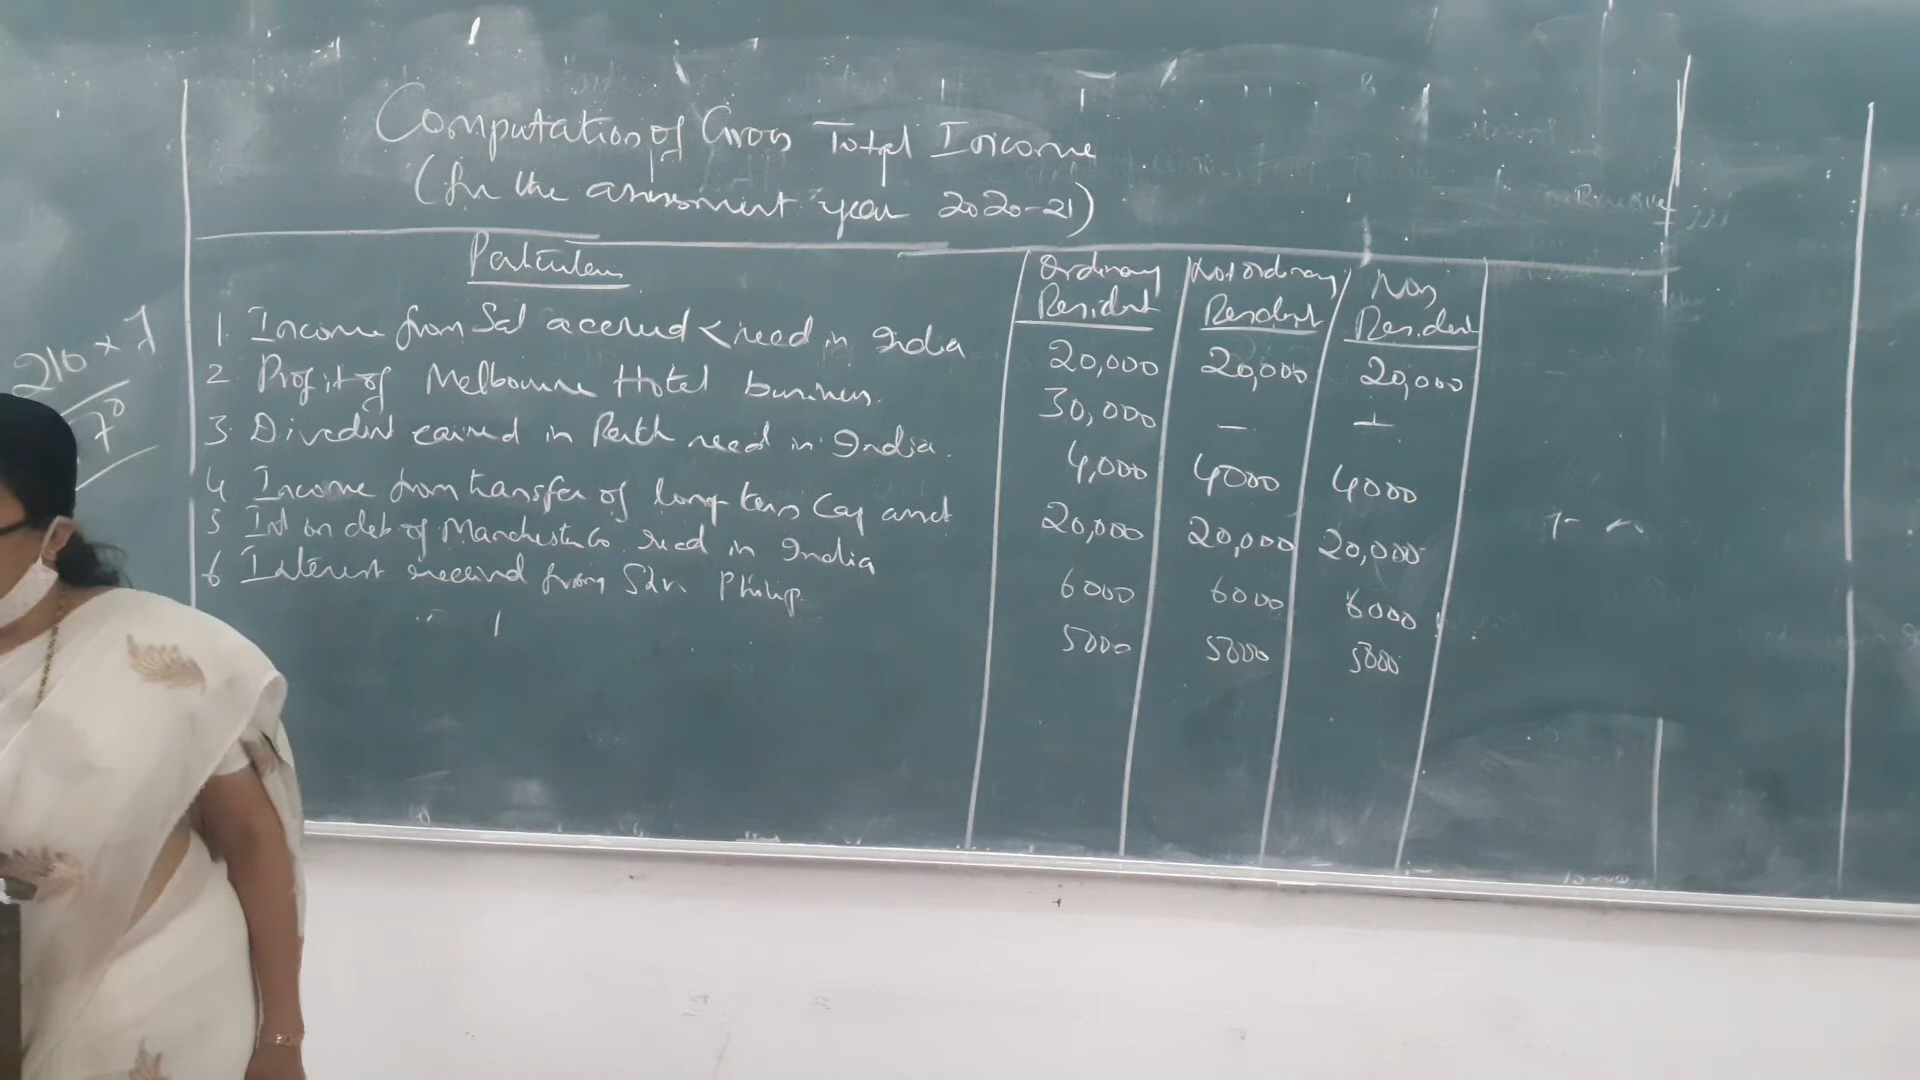 Computation of Gross Total Income
(for the assessment year 2020-21)
Particulars Ordinary Resident Not ordinary Resident Non Resident
1. Income from Sal accrued & recd in India 20,000 20,000 20,000
2 Profit of Melbourne Hotel business. 30,000 — —
3. Dividend earned in Perth recd in India. 4,000 4000 4000
4 Income from transfer of long term Cap asset 20,000 20,000 20,000
5 Int on deb of Manchester Co. recd in India 6000 6000 6000
6 Interest received from Shri Philip. 5000 5000 5000
210 × 7
70